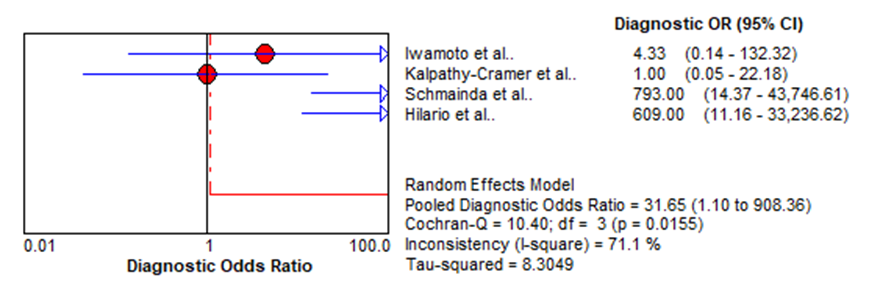 Diagnostic OR (95% CI)
Iwamoto et al.. 4.33 (0.14 - 132.32)
Kalpathy-Cramer et al.. 1.00 (0.05 - 22.18)
Schmainda et al.. 793.00 (14.37 - 43,746.61)
Hilario et al.. 609.00 (11.16 - 33,236.62)
Random Effects Model
Pooled Diagnostic Odds Ratio = 31.65 (1.10 to 908.36)
Cochran-Q = 10.40; df = 3 (p = 0.0155)
Inconsistency (I-square) = 71.1 %
Tau-squared = 8.3049
0.01 1 100.0
Diagnostic Odds Ratio